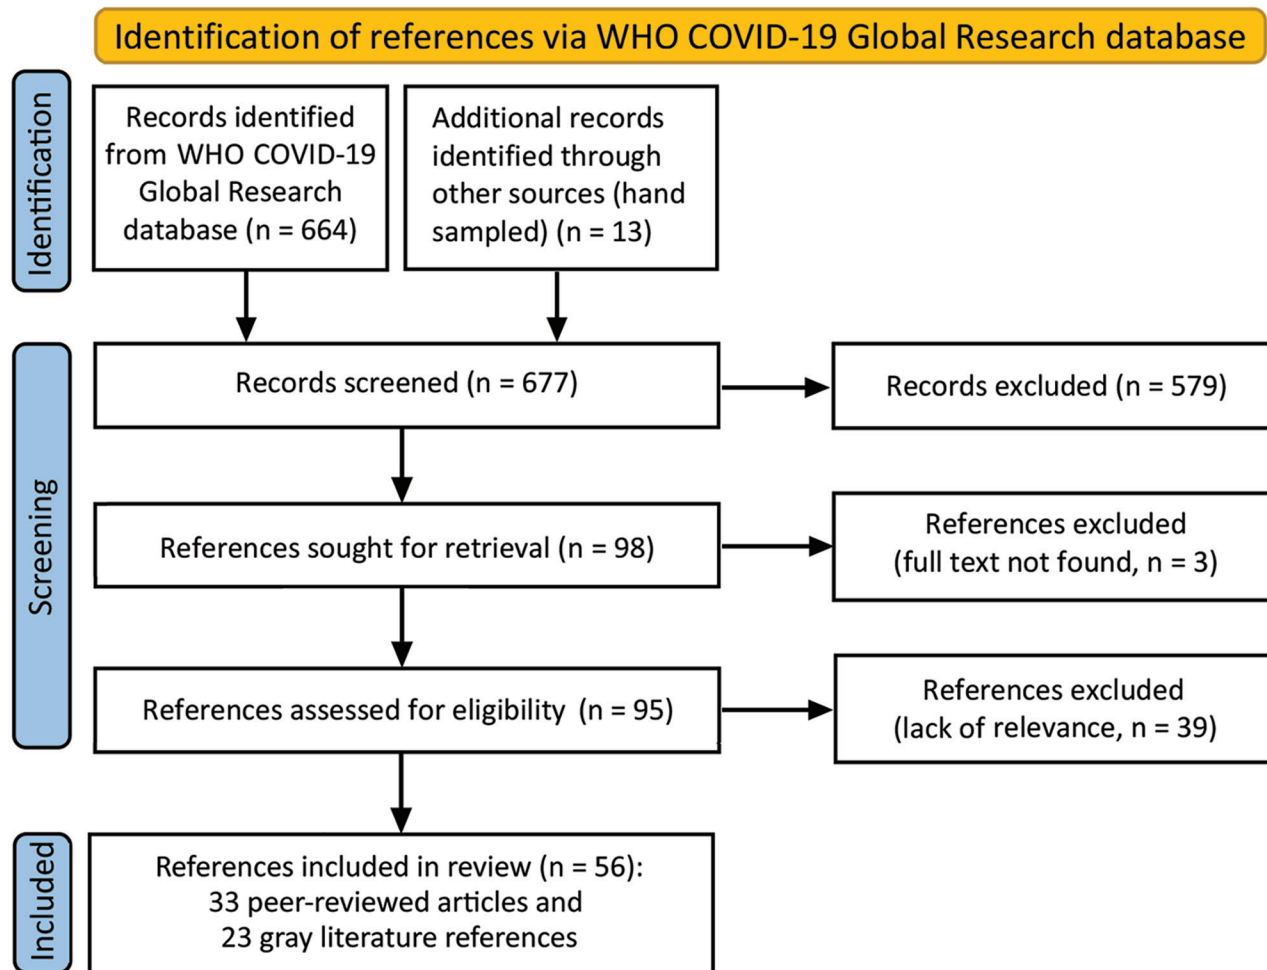 Identification of references via WHO COVID-19 Global Research database
Identification
Records identified
from WHO COVID-19
Global Research
database (n = 664)
Additional records
identified through
other sources (hand
sampled) (n = 13)
Screening
Records screened (n = 677)
Records excluded (n = 579)
References sought for retrieval (n = 98)
References excluded
(full text not found, n = 3)
References assessed for eligibility (n = 95)
References excluded
(lack of relevance, n = 39)
Included
References included in review (n = 56):
33 peer-reviewed articles and
23 gray literature references